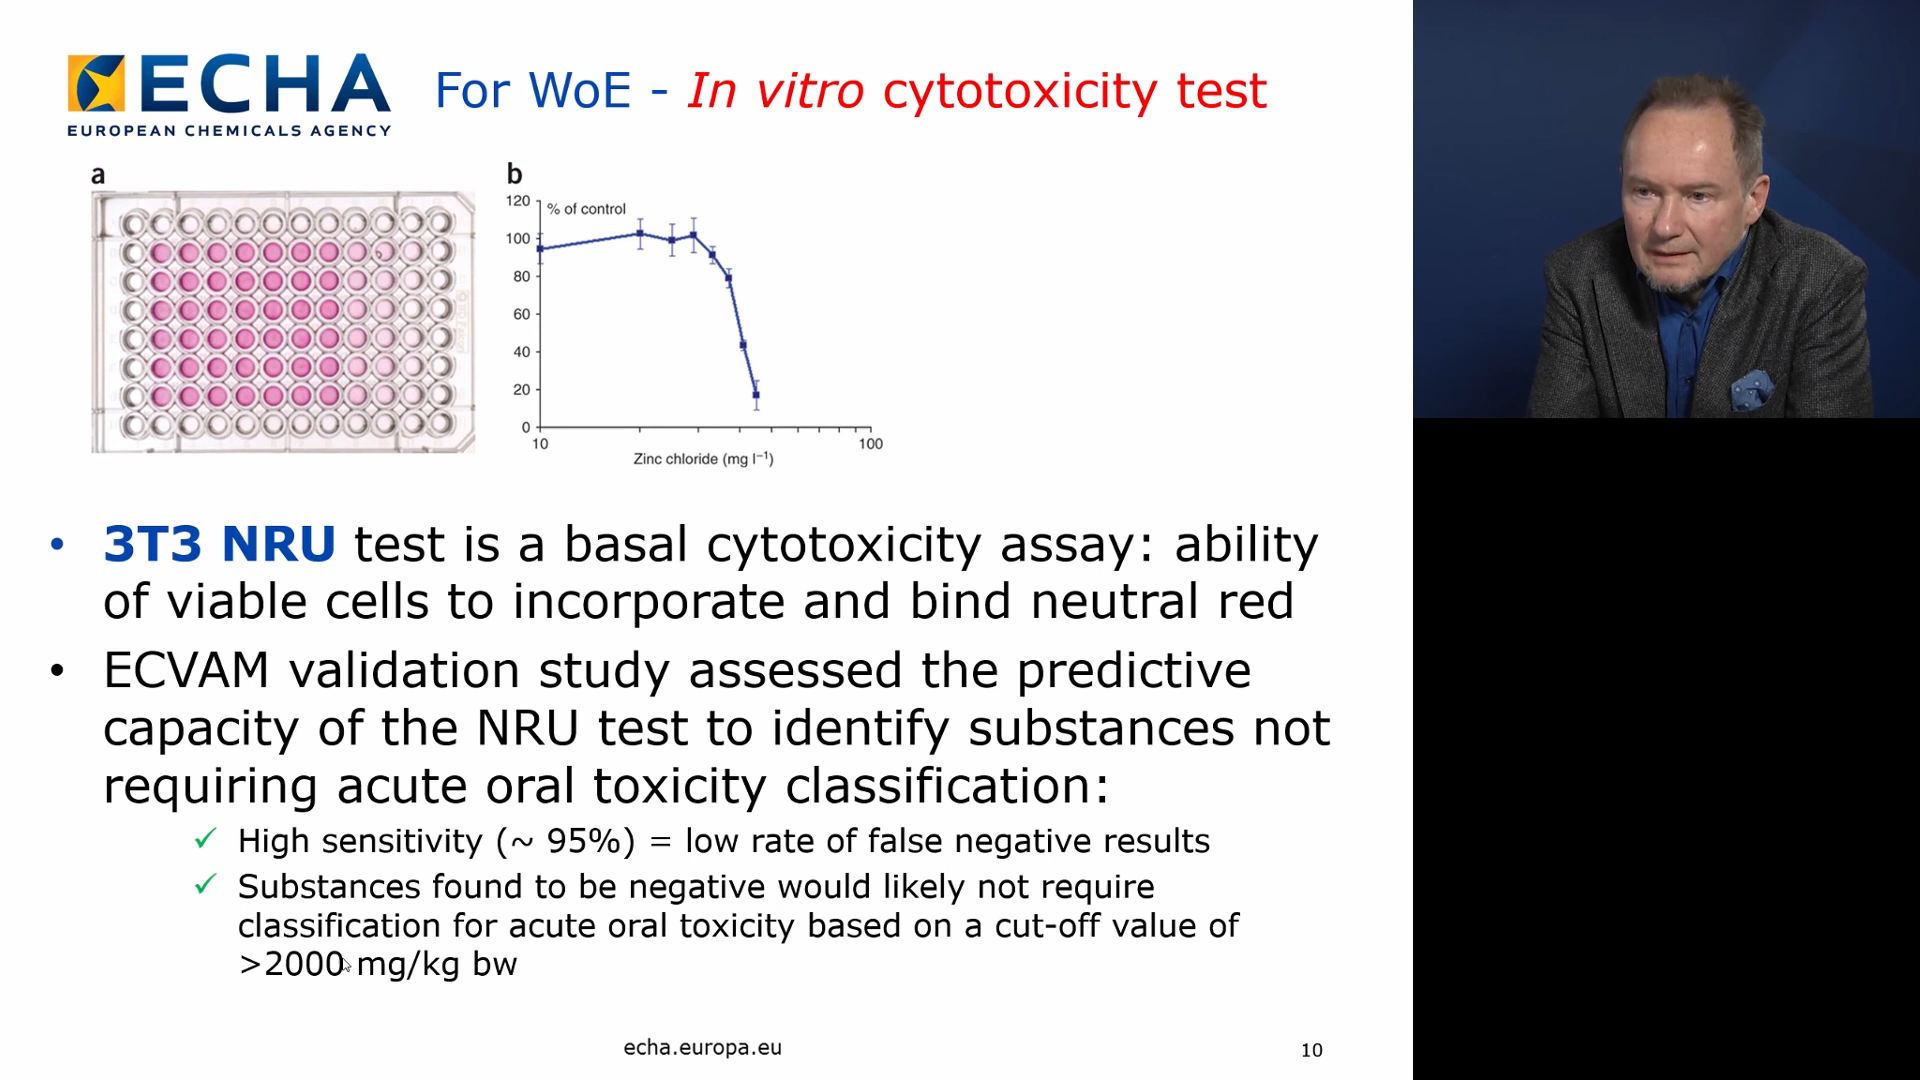 ECHA
EUROPEAN CHEMICALS AGENCY
For WoE - In vitro cytotoxicity test
a
b
120
100
80
60
40
20
0
% of control
10
100
Zinc chloride (mg l⁻¹)
• 3T3 NRU test is a basal cytotoxicity assay: ability
of viable cells to incorporate and bind neutral red
• ECVAM validation study assessed the predictive
capacity of the NRU test to identify substances not
requiring acute oral toxicity classification:
✓ High sensitivity (~ 95%) = low rate of false negative results
✓ Substances found to be negative would likely not require
classification for acute oral toxicity based on a cut-off value of
>2000 mg/kg bw
echa.europa.eu
10